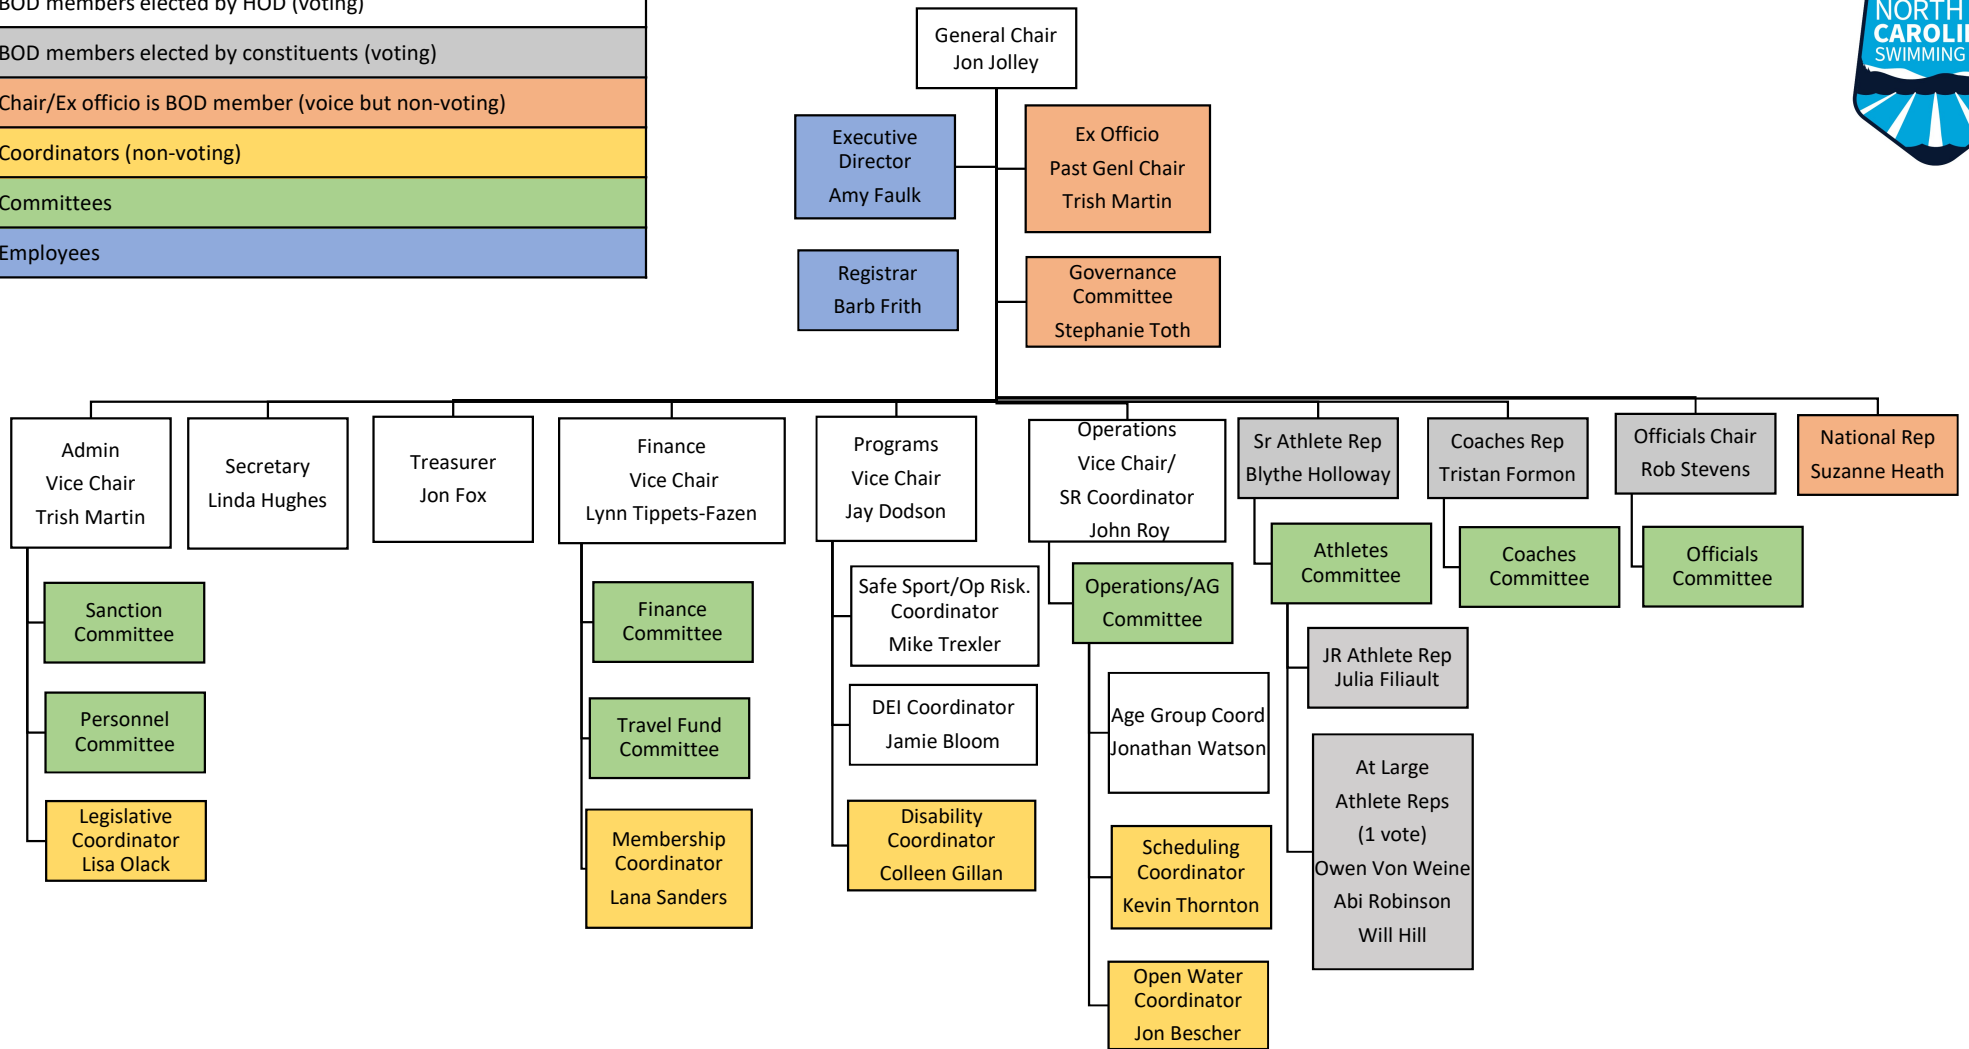 BOD members elected by HOD (voting)
BOD members elected by constituents (voting)
Chair/Ex officio is BOD member (voice but non-voting)
Coordinators (non-voting)
Committees
Employees
General Chair
Jon Jolley
NORTH
CAROLIN
SWIMMING
Executive
Director
Amy Faulk
Ex Officio
Past Genl Chair
Trish Martin
Registrar
Barb Frith
Governance
Committee
Stephanie Toth
Admin
Vice Chair
Trish Martin
Secretary
Linda Hughes
Treasurer
Jon Fox
Finance
Vice Chair
Lynn Tippets-Fazen
Programs
Vice Chair
Jay Dodson
Operations
Vice Chair/
SR Coordinator
John Roy
Sr Athlete Rep
Blythe Holloway
Coaches Rep
Tristan Formon
Officials Chair
Rob Stevens
National Rep
Suzanne Heath
Sanction
Committee
Personnel
Committee
Legislative
Coordinator
Lisa Olack
Finance
Committee
Travel Fund
Committee
Membership
Coordinator
Lana Sanders
Safe Sport/Op Risk.
Coordinator
Mike Trexler
DEI Coordinator
Jamie Bloom
Disability
Coordinator
Colleen Gillan
Operations/AG
Committee
Age Group Coord
Jonathan Watson
Scheduling
Coordinator
Kevin Thornton
Open Water
Coordinator
Jon Bescher
Athletes
Committee
JR Athlete Rep
Julia Filiault
At Large
Athlete Reps
(1 vote)
Owen Von Weine
Abi Robinson
Will Hill
Coaches
Committee
Officials
Committee